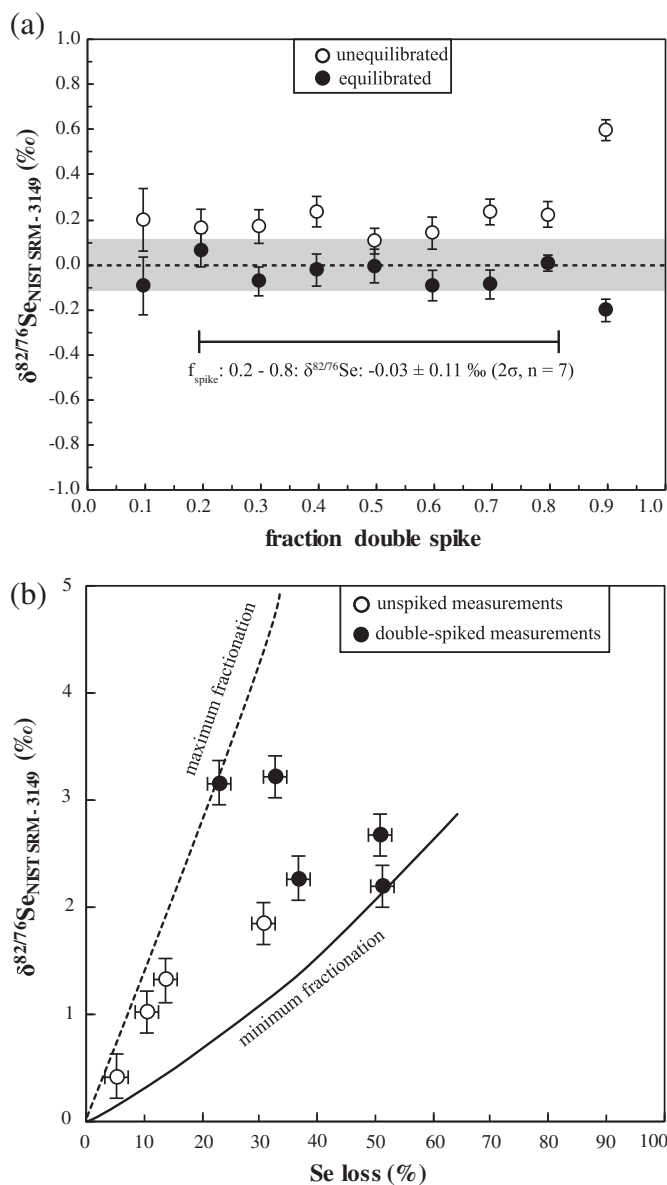 (a)
1.0
0.8
0.6
0.4
0.2
0.0
-0.2
-0.4
-0.6
-0.8
-1.0
δ82/76SeNIST SRM - 3149 (‰)
unequilibrated
equilibrated
fspike: 0.2 - 0.8: δ82/76Se: -0.03 ± 0.11 ‰ (2σ, n = 7)
0.0 0.1 0.2 0.3 0.4 0.5 0.6 0.7 0.8 0.9 1.0
fraction double spike
(b)
5
4
3
2
1
0
δ82/76SeNIST SRM - 3149 (‰)
unspiked measurements
double-spiked measurements
maximum fractionation
minimum fractionation
0 10 20 30 40 50 60 70 80 90 100
Se loss (%)